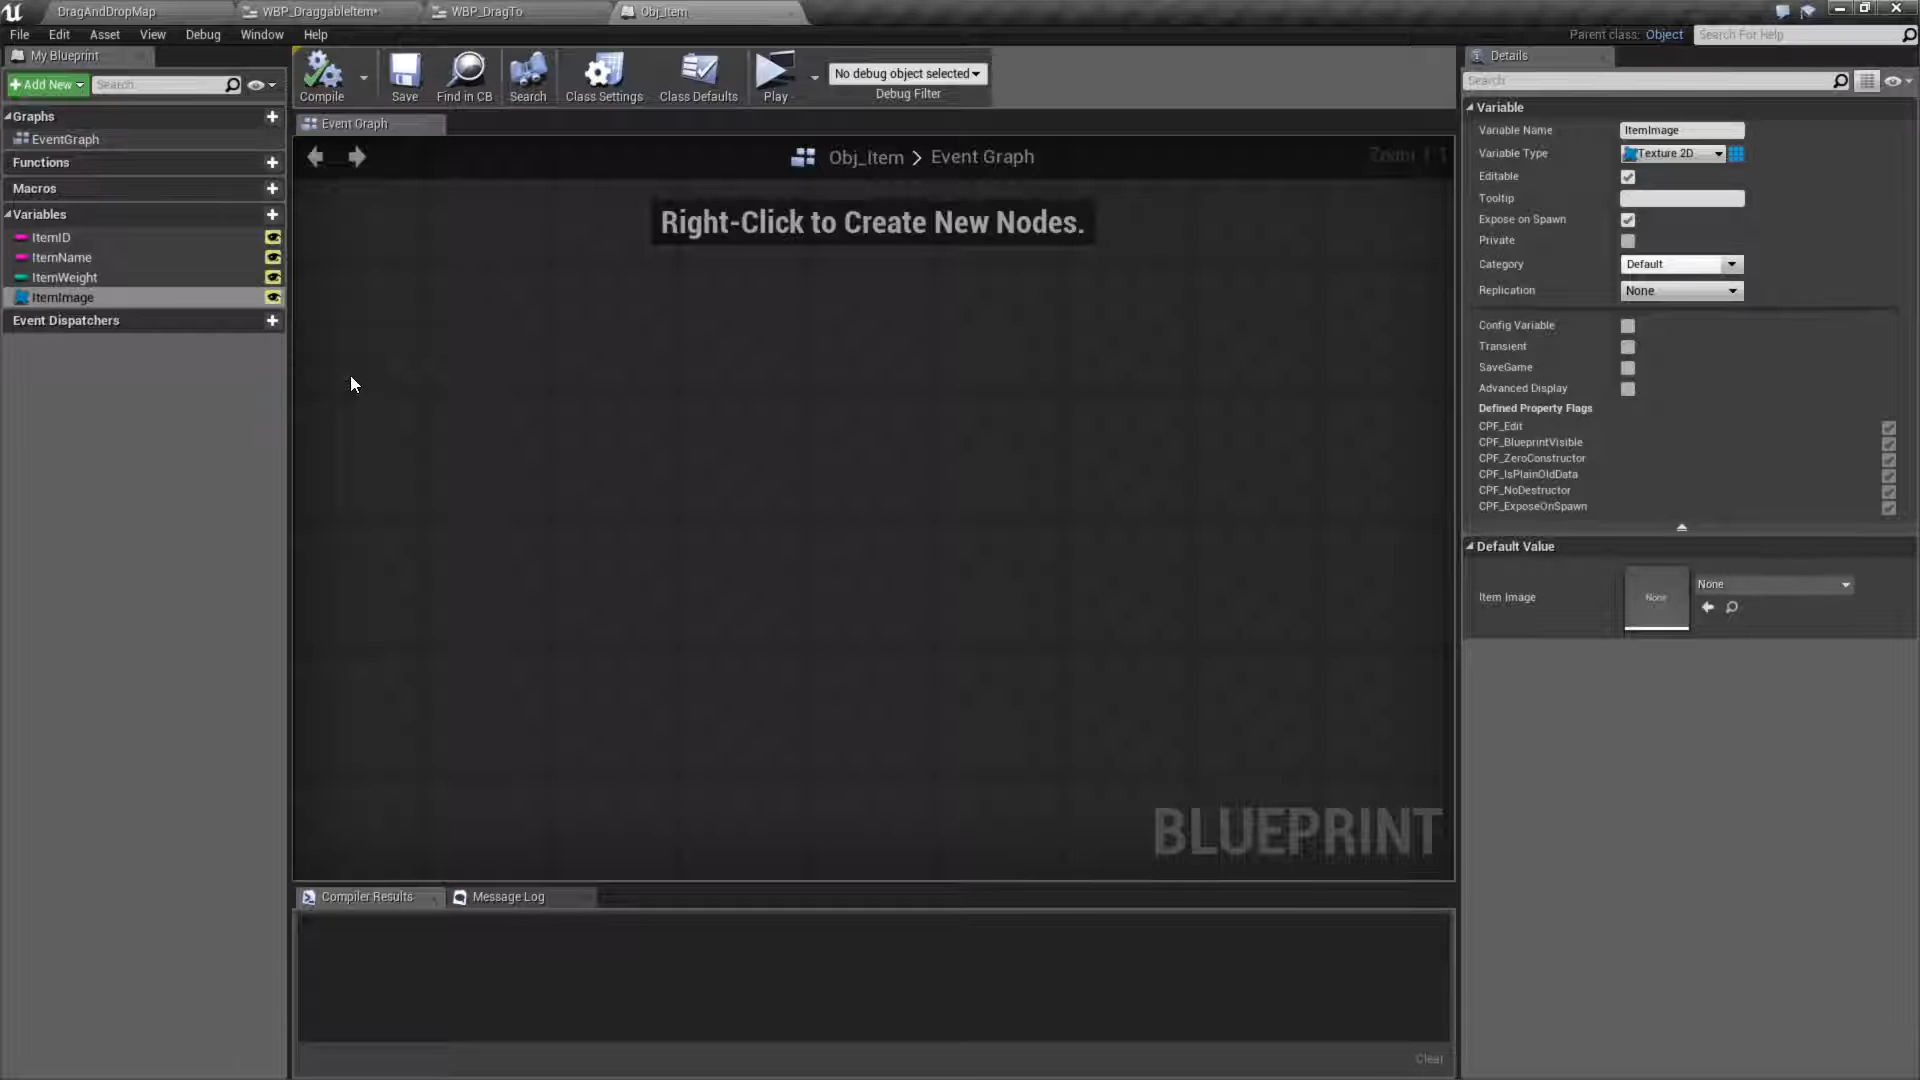 DragAndDropMap
WBP_DraggableItem*
WBP_DragTo
Obj_Item
File Edit Asset View Debug Window Help
Parent class: Object
Search For Help
My Blueprint
Add New
Search
Graphs
EventGraph
Functions
Macros
Variables
ItemID
ItemName
ItemWeight
ItemImage
Event Dispatchers
Compile
Save
Find in CB
Search
Class Settings
Class Defaults
Play
No debug object selected
Debug Filter
Event Graph
Obj_Item > Event Graph
Zoom 1:1
Right-Click to Create New Nodes.
BLUEPRINT
Compiler Results
Message Log
Clear
Details
Search
Variable
Variable Name ItemImage
Variable Type Texture 2D
Editable
Tooltip
Expose on Spawn
Private
Category Default
Replication None
Config Variable
Transient
SaveGame
Advanced Display
Defined Property Flags
CPF_Edit
CPF_BlueprintVisible
CPF_ZeroConstructor
CPF_IsPlainOldData
CPF_NoDestructor
CPF_ExposeOnSpawn
Default Value
Item Image
None
None